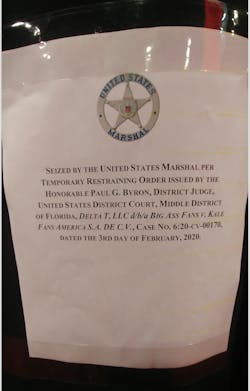 UNITED STATES
MARSHAL
SEIZED BY THE UNITED STATES MARSHAL PER
TEMPORARY RESTRAINING ORDER ISSUED BY THE
HONORABLE PAUL G. BYRON, DISTRICT JUDGE,
UNITED STATES DISTRICT COURT, MIDDLE DISTRICT
OF FLORIDA, DELTA T, LLC d/b/a BIG ASS FANS V. KALE
FANS AMERICA S.A. DE C.V., CASE NO. 6:20-CV-00170,
DATED THE 3RD DAY OF FEBRUARY, 2020.